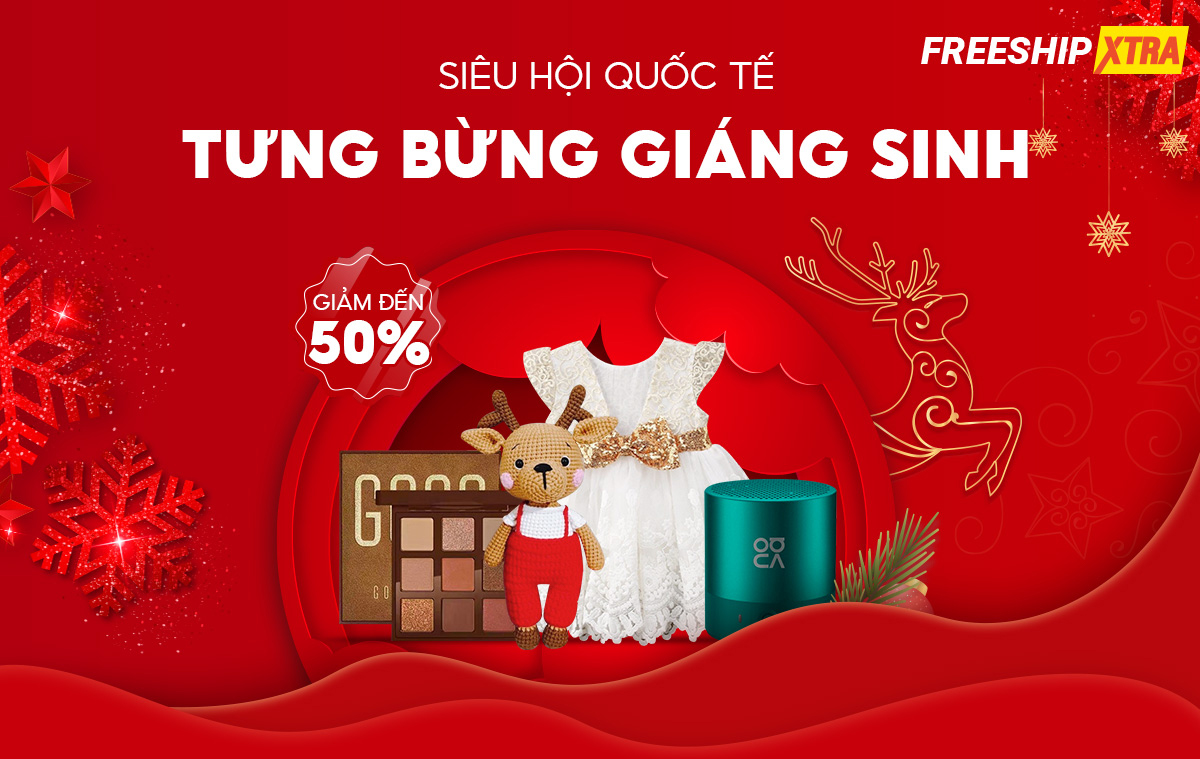 FREESHIP XTRA
SIÊU HỘI QUỐC TẾ
TƯNG BỪNG GIÁNG SINH
GIẢM ĐẾN
50%